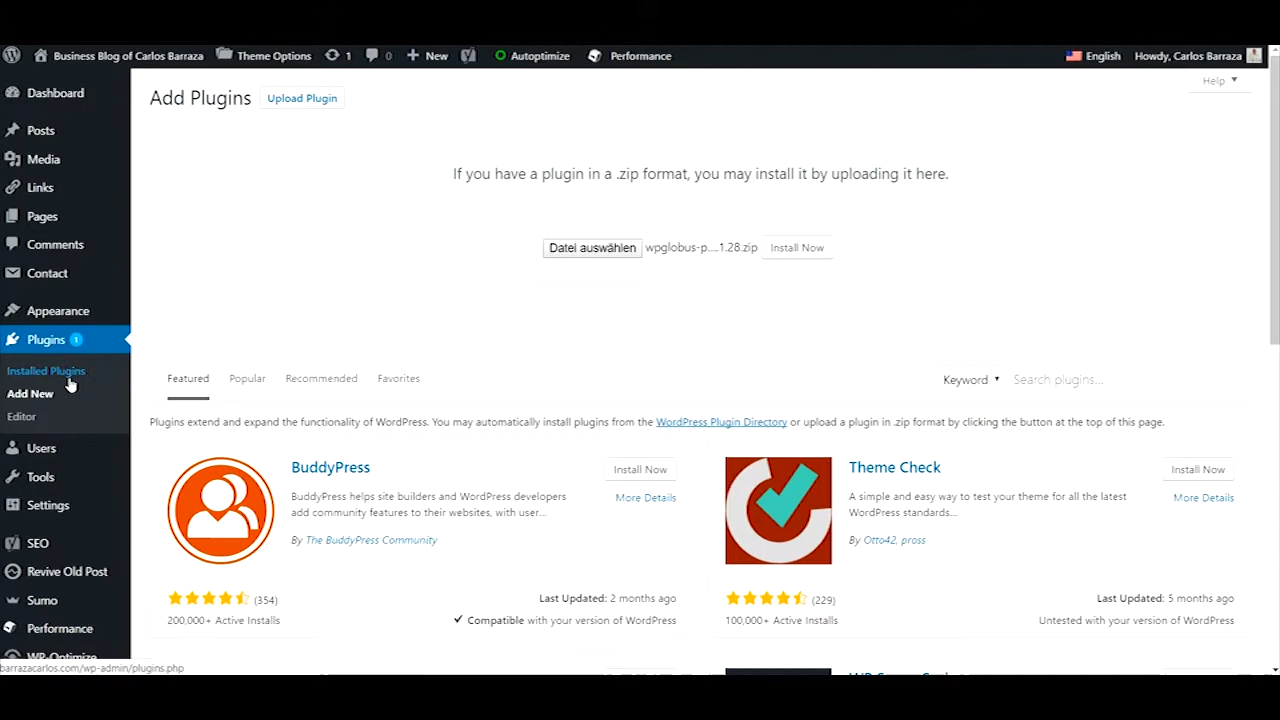 Business Blog of Carlos Barraza Theme Options 1 0 New Autoptimize Performance English Howdy, Carlos Barraza
Dashboard
Posts
Media
Links
Pages
Comments
Contact
Appearance
Plugins 1
Installed Plugins
Add New
Editor
Users
Tools
Settings
SEO
Revive Old Post
Sumo
Performance
WP-Optimize
barrazacarlos.com/wp-admin/plugins.php
Help
Add Plugins Upload Plugin
If you have a plugin in a .zip format, you may install it by uploading it here.
Datei auswählen wpglobus-p....1.28.zip Install Now
Featured Popular Recommended Favorites Keyword Search plugins...
Plugins extend and expand the functionality of WordPress. You may automatically install plugins from the WordPress Plugin Directory or upload a plugin in .zip format by clicking the button at the top of this page.
BuddyPress Install Now
More Details
BuddyPress helps site builders and WordPress developers
add community features to their websites, with user...
By The BuddyPress Community
(354) Last Updated: 2 months ago
200,000+ Active Installs Compatible with your version of WordPress
Theme Check Install Now
More Details
A simple and easy way to test your theme for all the latest
WordPress standards...
By Otto42, pross
(229) Last Updated: 5 months ago
100,000+ Active Installs Untested with your version of WordPress